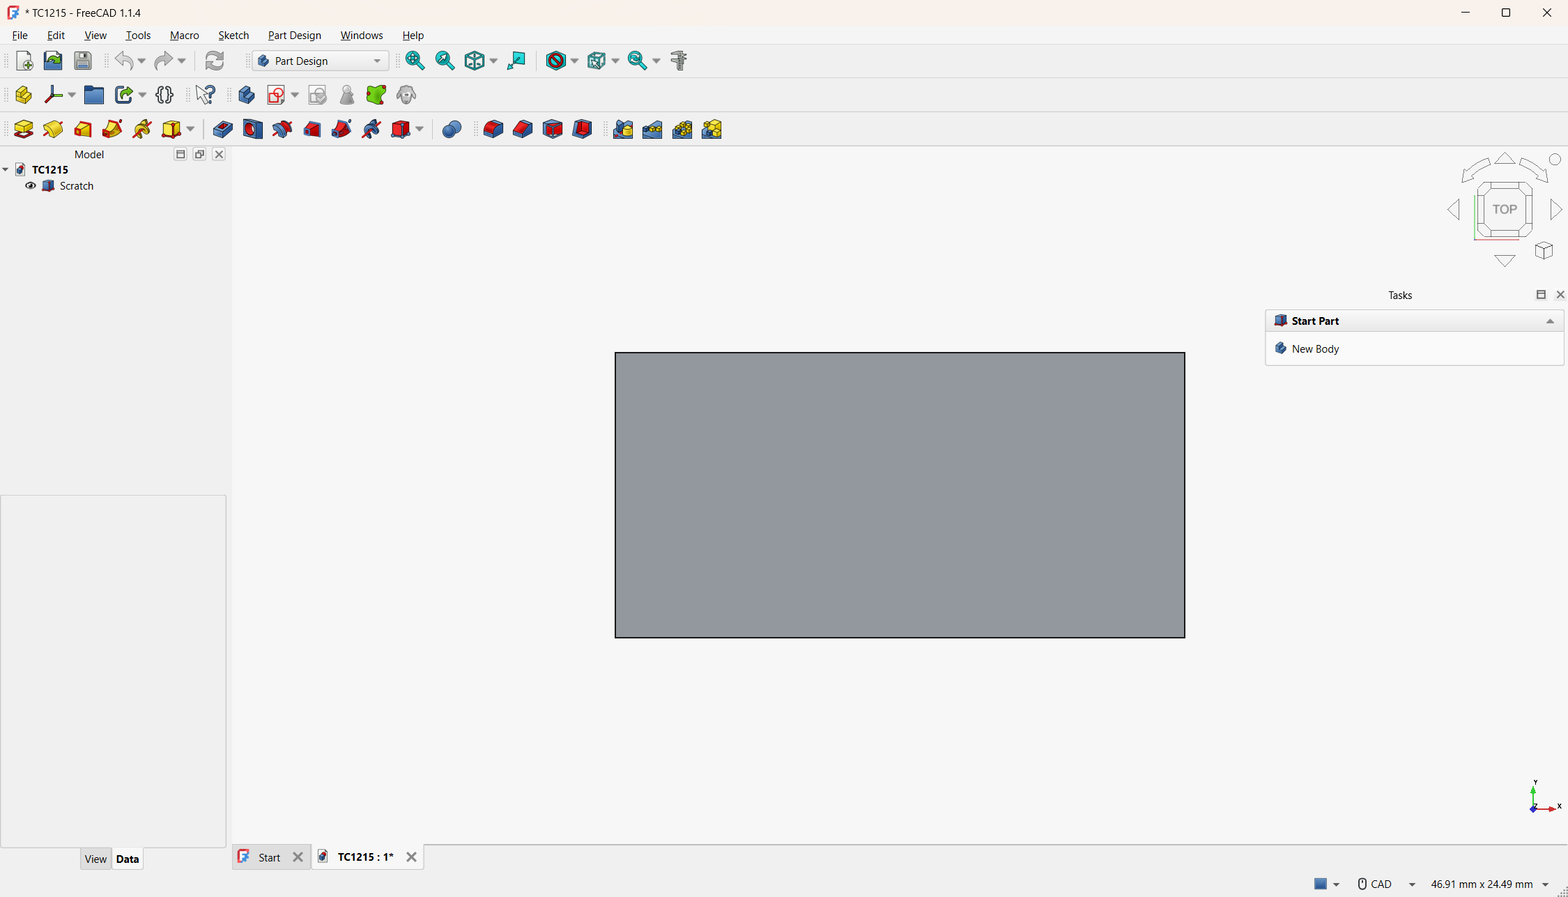 * TC1215 - FreeCAD 1.1.4
File Edit View Tools Macro Sketch Part Design Windows Help
Part Design
Model
TC1215
Scratch
TOP
Tasks
Start Part
New Body
Y
Z
X
View Data
Start TC1215 : 1*
CAD 46.91 mm x 24.49 mm